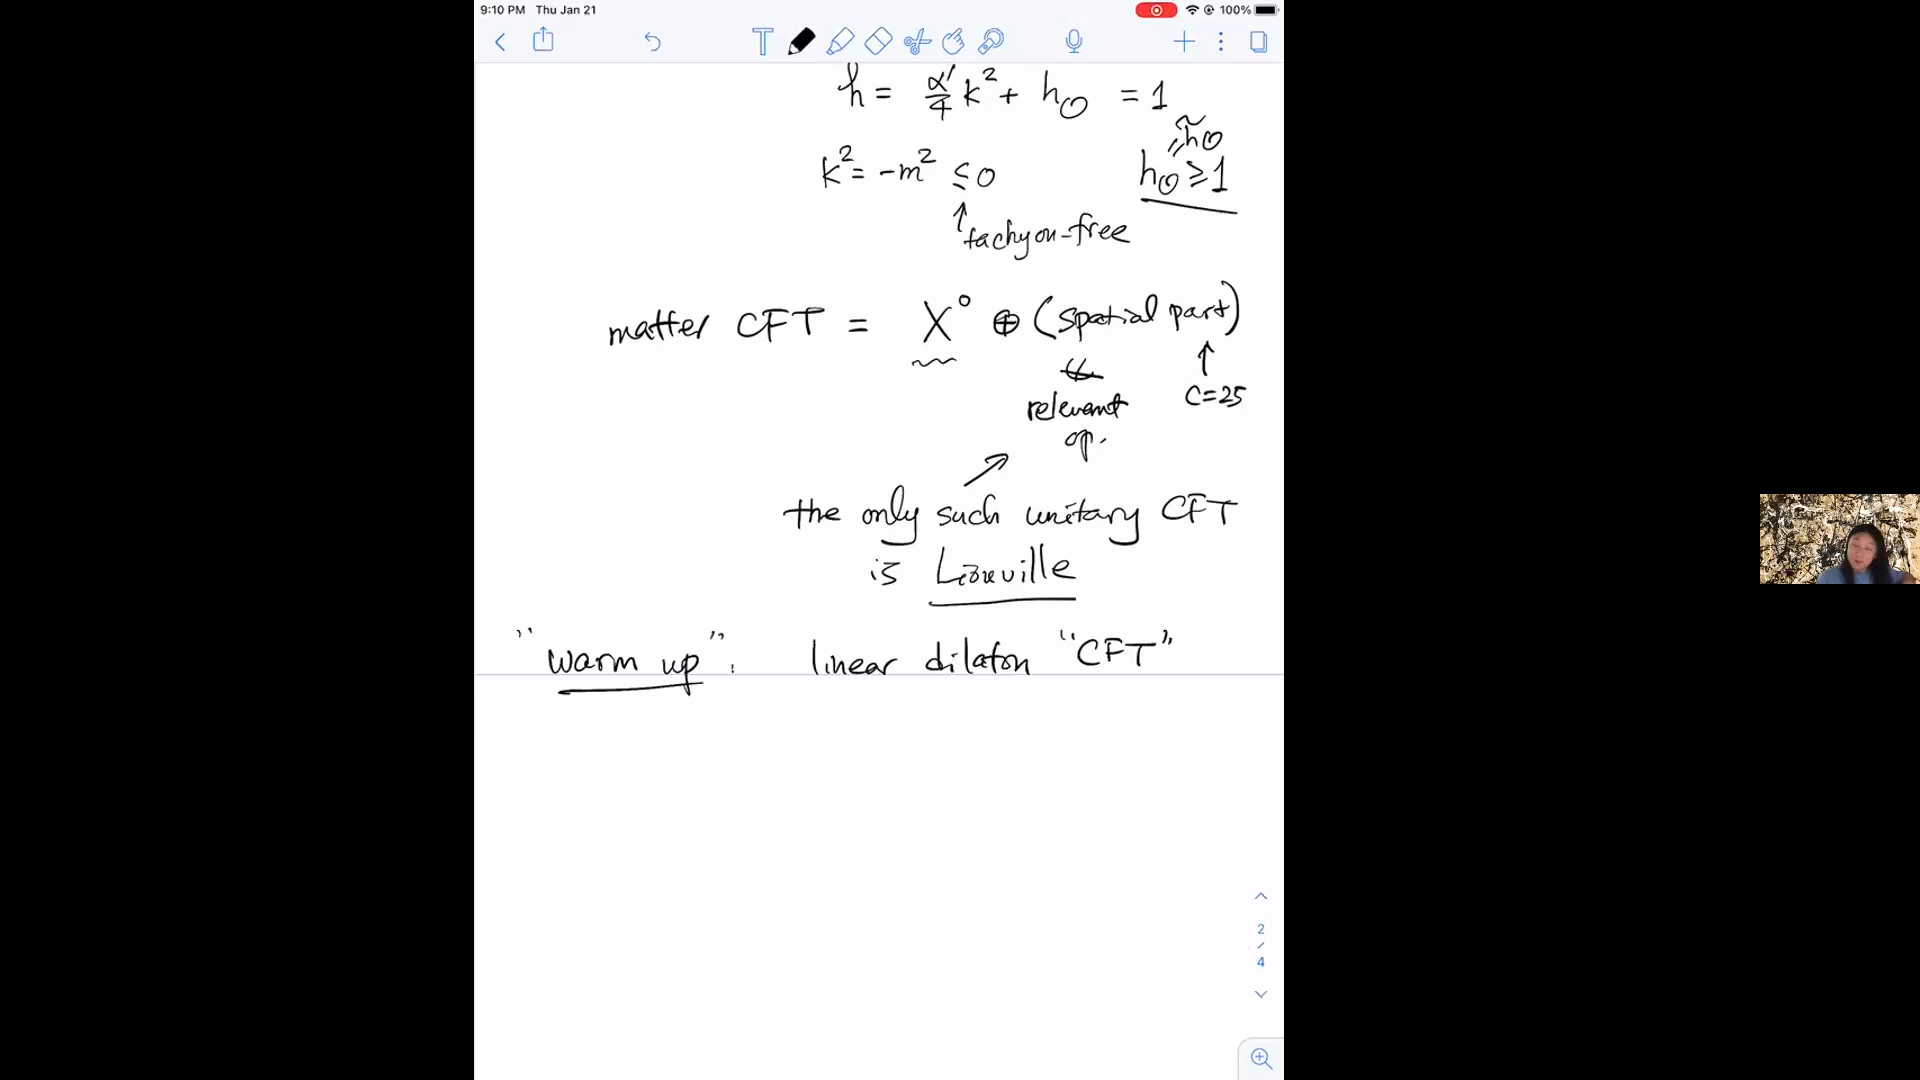 9:10 PM Thu Jan 21
100%
h = α'/4 k² + h_O = 1
k² = -m² ≤ 0
h̃_O
=
h_O ≥ 1
↑ tachyon-free
matter CFT = X⁰ ⊕ (spatial part)
↑
c=25
relevant
op.
↗
the only such unitary CFT
is Liouville
"warm up": linear dilaton "CFT"
2
/
4